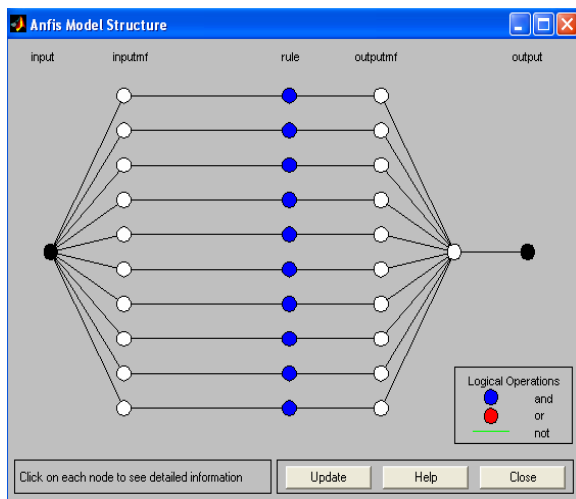 Anfis Model Structure
input inputmf rule outputmf output
Logical Operations
and
or
not
Click on each node to see detailed information
Update Help Close